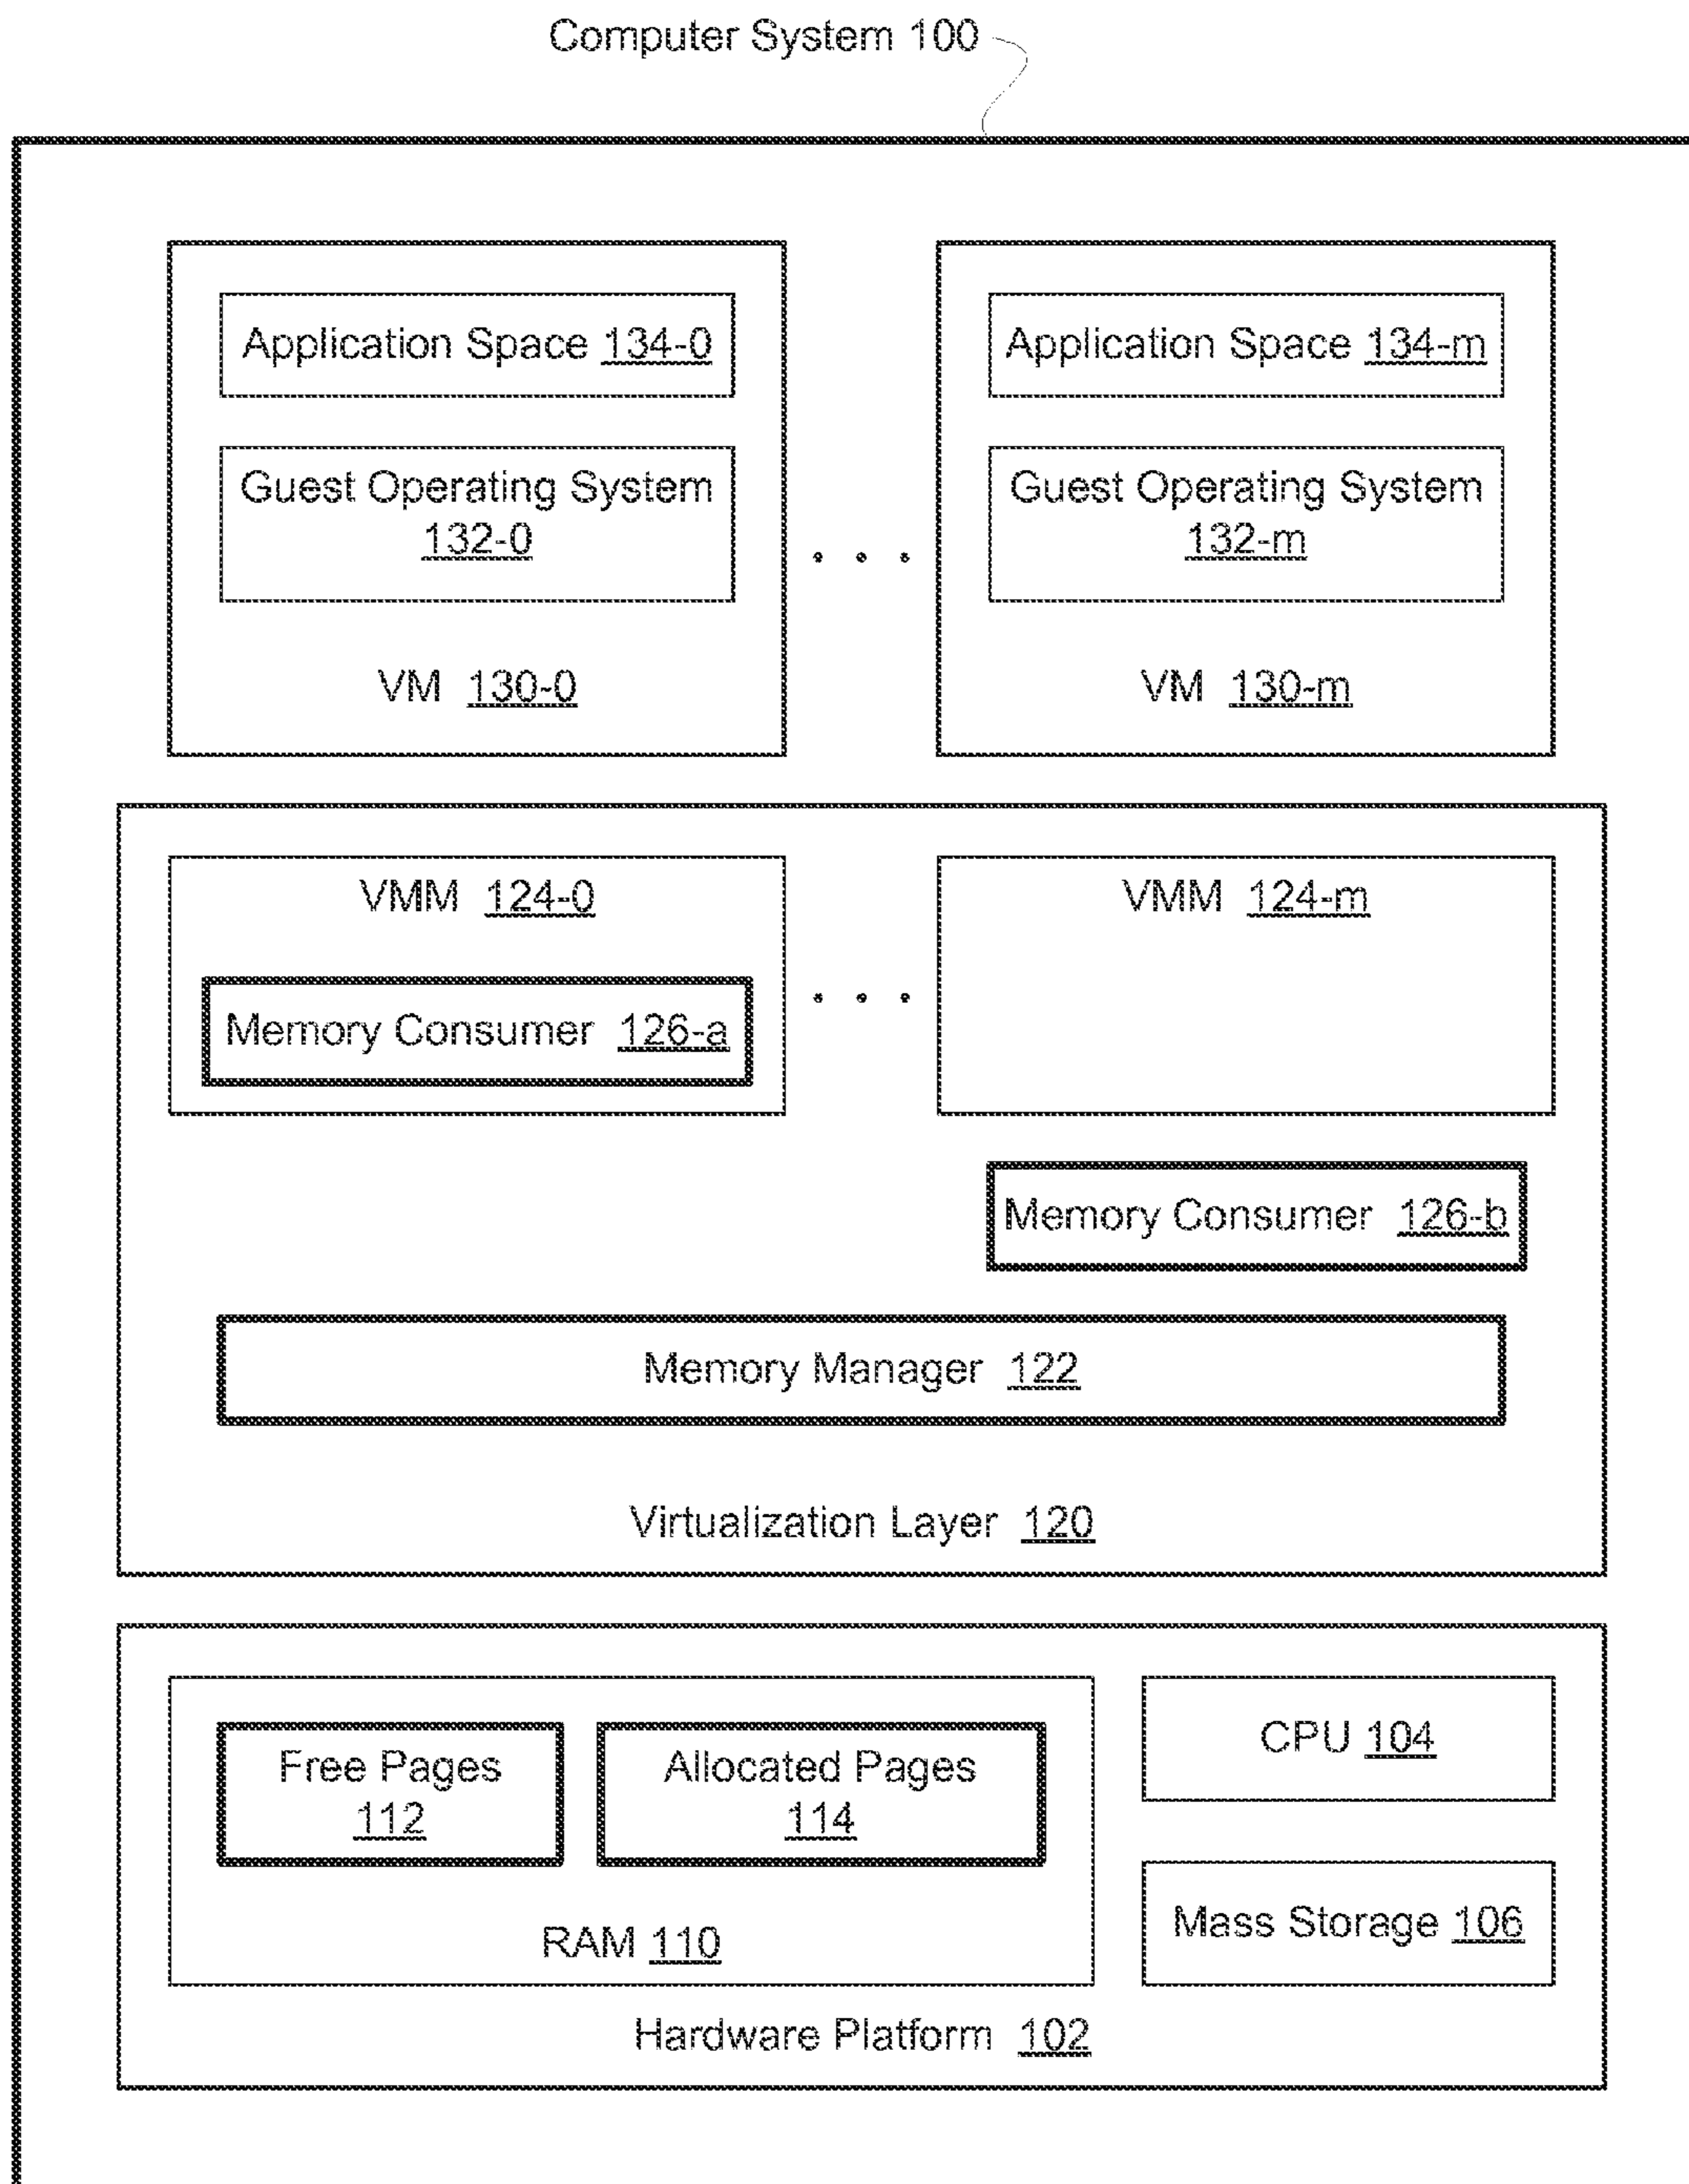 Computer System 100
Application Space 134-0
Application Space 134-m
Guest Operating System
132-0
Guest Operating System
132-m
. . .
VM 130-0
VM 130-m
VMM 124-0
VMM 124-m
. . .
Memory Consumer 126-a
Memory Consumer 126-b
Memory Manager 122
Virtualization Layer 120
Free Pages
112
Allocated Pages
114
CPU 104
RAM 110
Mass Storage 106
Hardware Platform 102